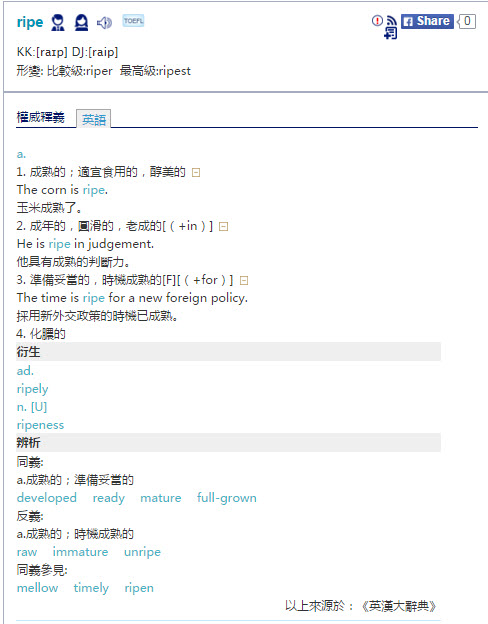 ripe TOEFL Share 0
KK:[raɪp] DJ:[raip]
形變: 比較級:riper 最高級:ripest
權威釋義 英語
a.
1. 成熟的；適宜食用的，醇美的
The corn is ripe.
玉米成熟了。
2. 成年的，圓滑的，老成的[（+in）]
He is ripe in judgement.
他具有成熟的判斷力。
3. 準備妥當的，時機成熟的[F][（+for）]
The time is ripe for a new foreign policy.
採用新外交政策的時機已成熟。
4. 化膿的
衍生
ad.
ripely
n. [U]
ripeness
辨析
同義:
a.成熟的；準備妥當的
developed ready mature full-grown
反義:
a.成熟的；時機成熟的
raw immature unripe
同義參見:
mellow timely ripen
以上來源於：《英漢大辭典》